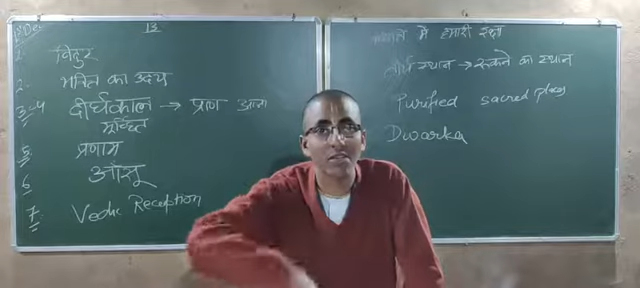 13
1. विदुर
2. भक्ति का उदय
3-4 दीर्घकाल → प्राण आना
मूर्च्छित
5. प्रणाम
6 आँसू
7. Vedic Reception
में हमारी रक्षा
तीर्थ स्थान → रूकने का स्थान
Purified sacred places
Dwarka